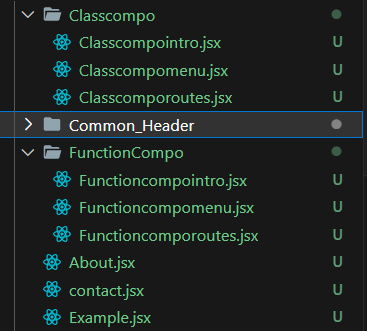 Classcompo
Classcompointro.jsx U
Classcompomenu.jsx U
Classcomporoutes.jsx U
Common_Header
FunctionCompo
Functioncompointro.jsx U
Functioncompomenu.jsx U
Functioncomporoutes.jsx U
About.jsx U
contact.jsx U
Example.jsx U